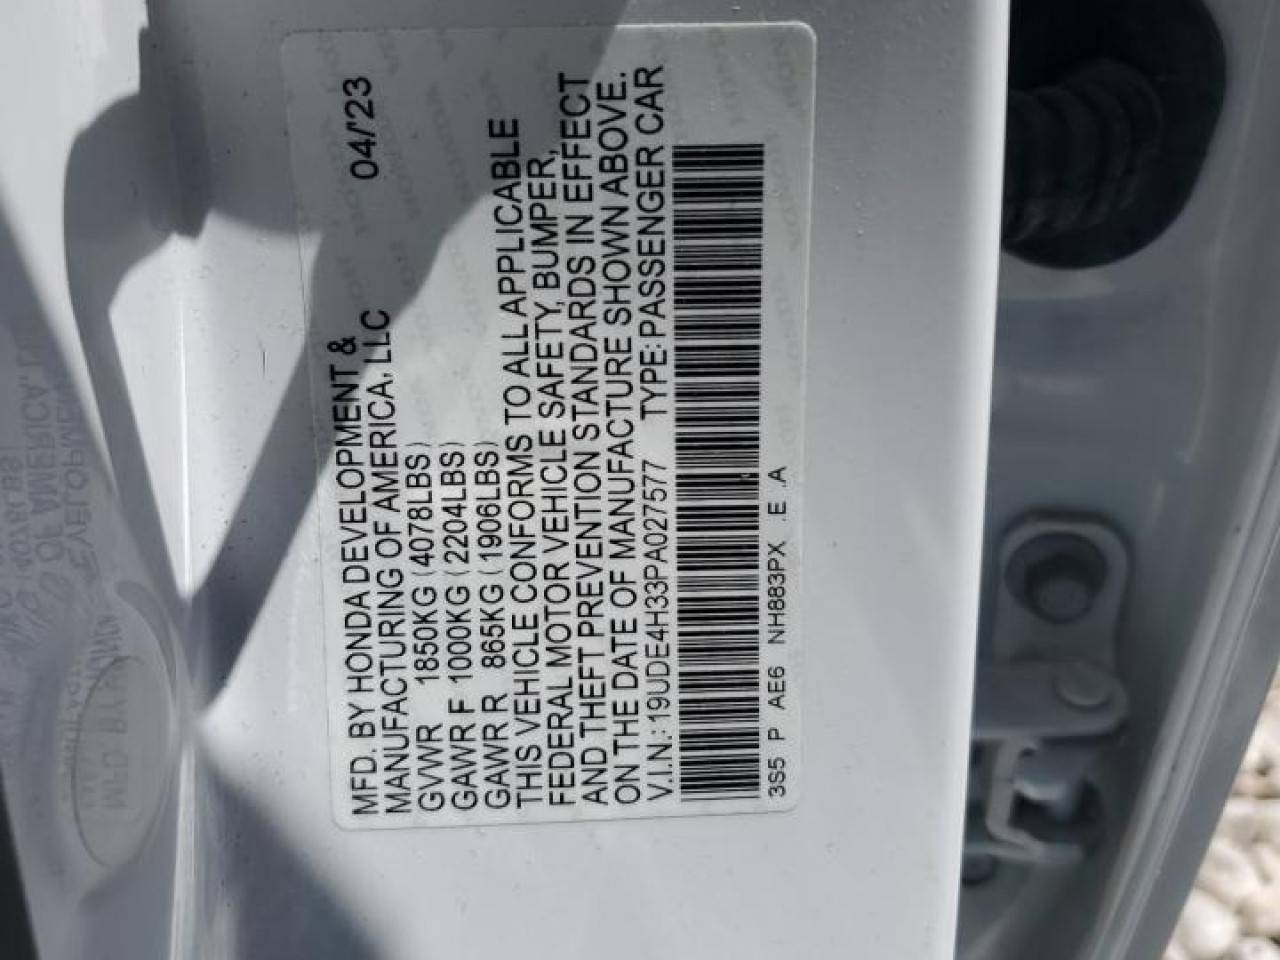 MFD. BY HONDA DEVELOPMENT & 04/'23
MANUFACTURING OF AMERICA, LLC
GVWR 1850KG (4078LBS)
GAWR F 1000KG (2204LBS)
GAWR R 865KG (1906LBS)
THIS VEHICLE CONFORMS TO ALL APPLICABLE
FEDERAL MOTOR VEHICLE SAFETY, BUMPER,
AND THEFT PREVENTION STANDARDS IN EFFECT
ON THE DATE OF MANUFACTURE SHOWN ABOVE.
V.I.N.: 19UDE4H33PA027577 TYPE: PASSENGER CAR
3S5 P AE6 NH883PX .E .A